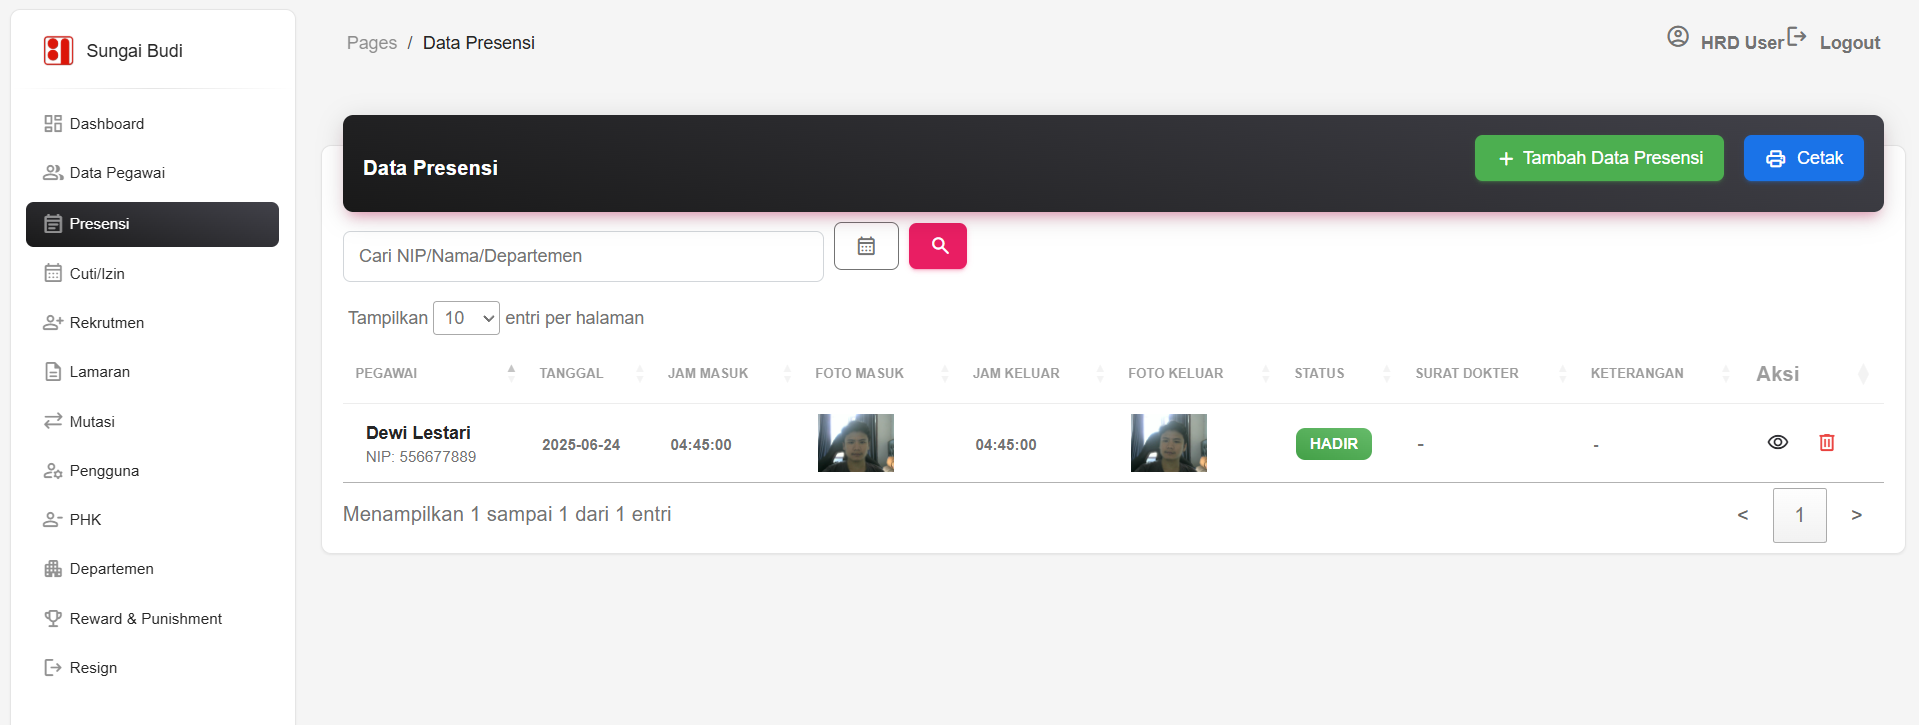 Sungai Budi
Dashboard
Data Pegawai
Presensi
Cuti/Izin
Rekrutmen
Lamaran
Mutasi
Pengguna
PHK
Departemen
Reward & Punishment
Resign
Pages / Data Presensi
HRD User Logout
Data Presensi
+ Tambah Data Presensi
Cetak
Cari NIP/Nama/Departemen
Tampilkan 10 entri per halaman
PEGAWAI TANGGAL JAM MASUK FOTO MASUK JAM KELUAR FOTO KELUAR STATUS SURAT DOKTER KETERANGAN Aksi
Dewi Lestari
NIP: 556677889
2025-06-24 04:45:00 04:45:00 HADIR - -
Menampilkan 1 sampai 1 dari 1 entri
< 1 >